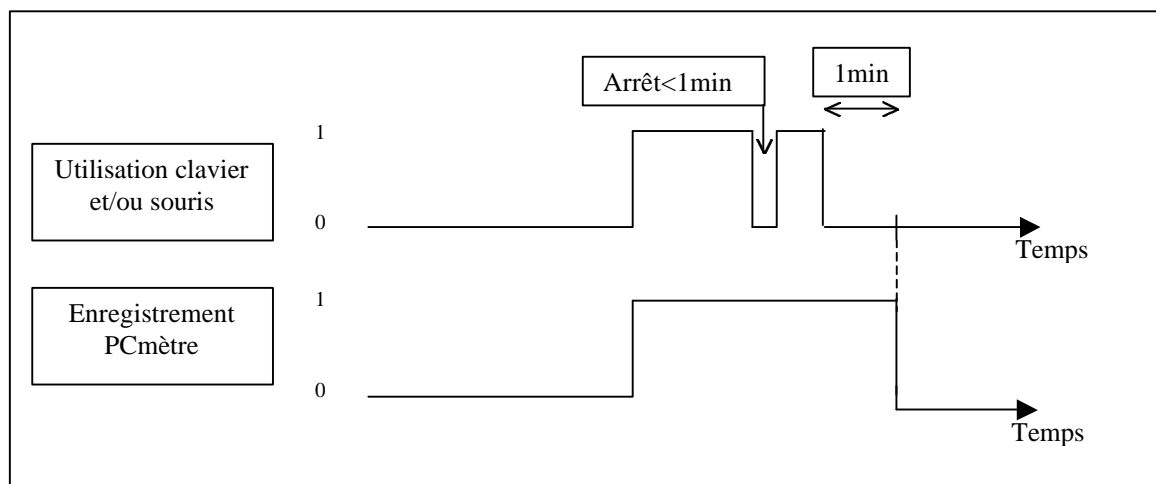 Arrêt<1min
1min
1
Utilisation clavier
et/ou souris
0
Temps
1
Enregistrement
PCmètre
0
Temps